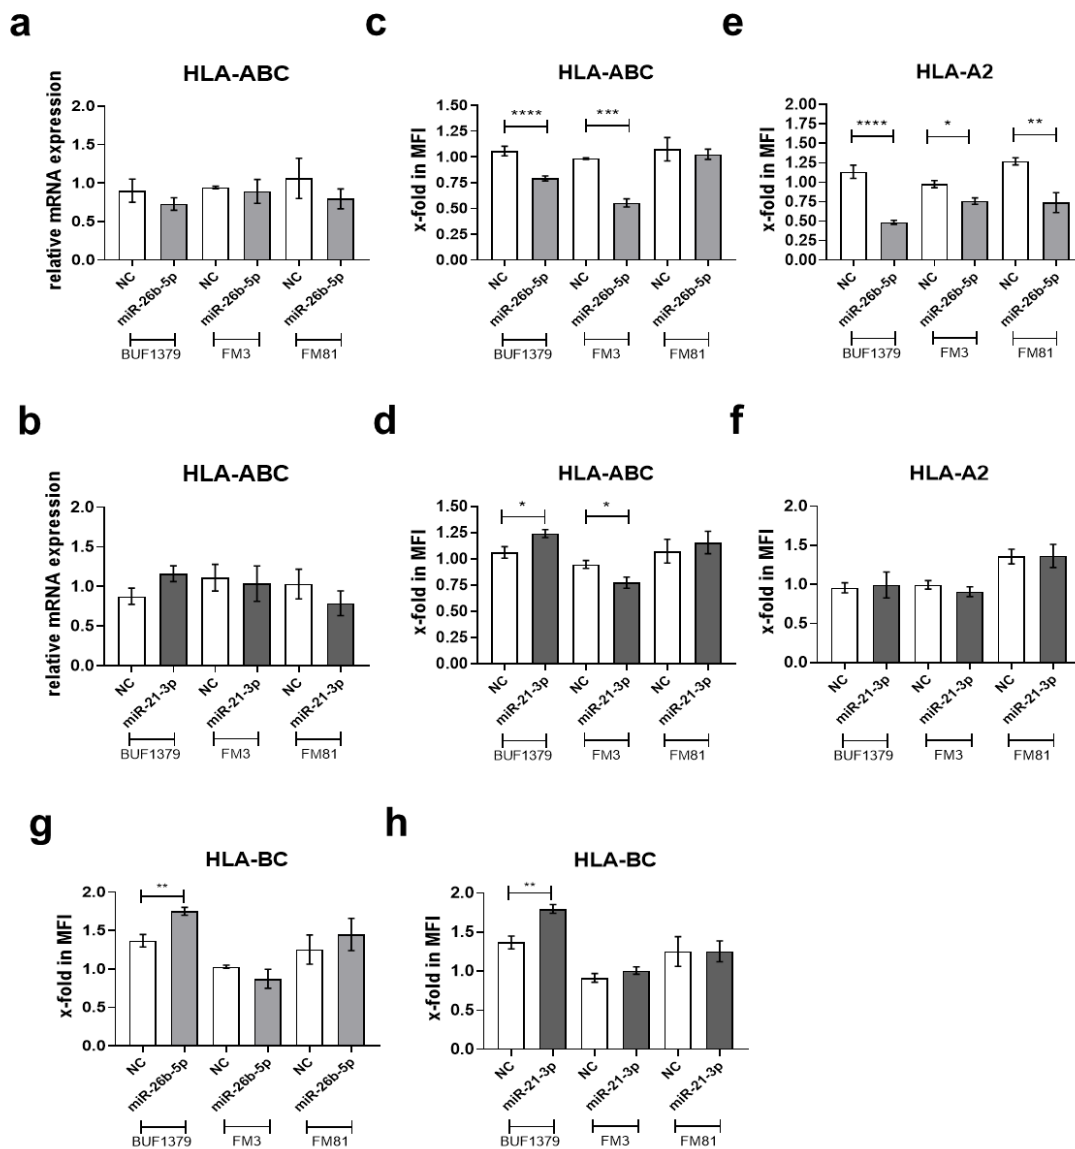 a
HLA-ABC
relative mRNA expression
2.0
1.5
1.0
0.5
0.0
NC
miR-26b-5p
NC
miR-26b-5p
NC
miR-26b-5p
BUF1379
FM3
FM81
c
HLA-ABC
x-fold in MFI
1.50
1.25
1.00
0.75
0.50
0.25
0.00
****
***
NC
miR-26b-5p
NC
miR-26b-5p
NC
miR-26b-5p
BUF1379
FM3
FM81
e
HLA-A2
x-fold in MFI
2.00
1.75
1.50
1.25
1.00
0.75
0.50
0.25
0.00
****
*
**
NC
miR-26b-5p
NC
miR-26b-5p
NC
miR-26b-5p
BUF1379
FM3
FM81
b
HLA-ABC
relative mRNA expression
2.0
1.5
1.0
0.5
0.0
NC
miR-21-3p
NC
miR-21-3p
NC
miR-21-3p
BUF1379
FM3
FM81
d
HLA-ABC
x-fold in MFI
1.50
1.25
1.00
0.75
0.50
0.25
0.00
*
*
NC
miR-21-3p
NC
miR-21-3p
NC
miR-21-3p
BUF1379
FM3
FM81
f
HLA-A2
x-fold in MFI
2.0
1.5
1.0
0.5
0.0
NC
miR-21-3p
NC
miR-21-3p
NC
miR-21-3p
BUF1379
FM3
FM81
g
HLA-BC
x-fold in MFI
2.0
1.5
1.0
0.5
0.0
**
NC
miR-26b-5p
NC
miR-26b-5p
NC
miR-26b-5p
BUF1379
FM3
FM81
h
HLA-BC
x-fold in MFI
2.0
1.5
1.0
0.5
0.0
**
NC
miR-21-3p
NC
miR-21-3p
NC
miR-21-3p
BUF1379
FM3
FM81